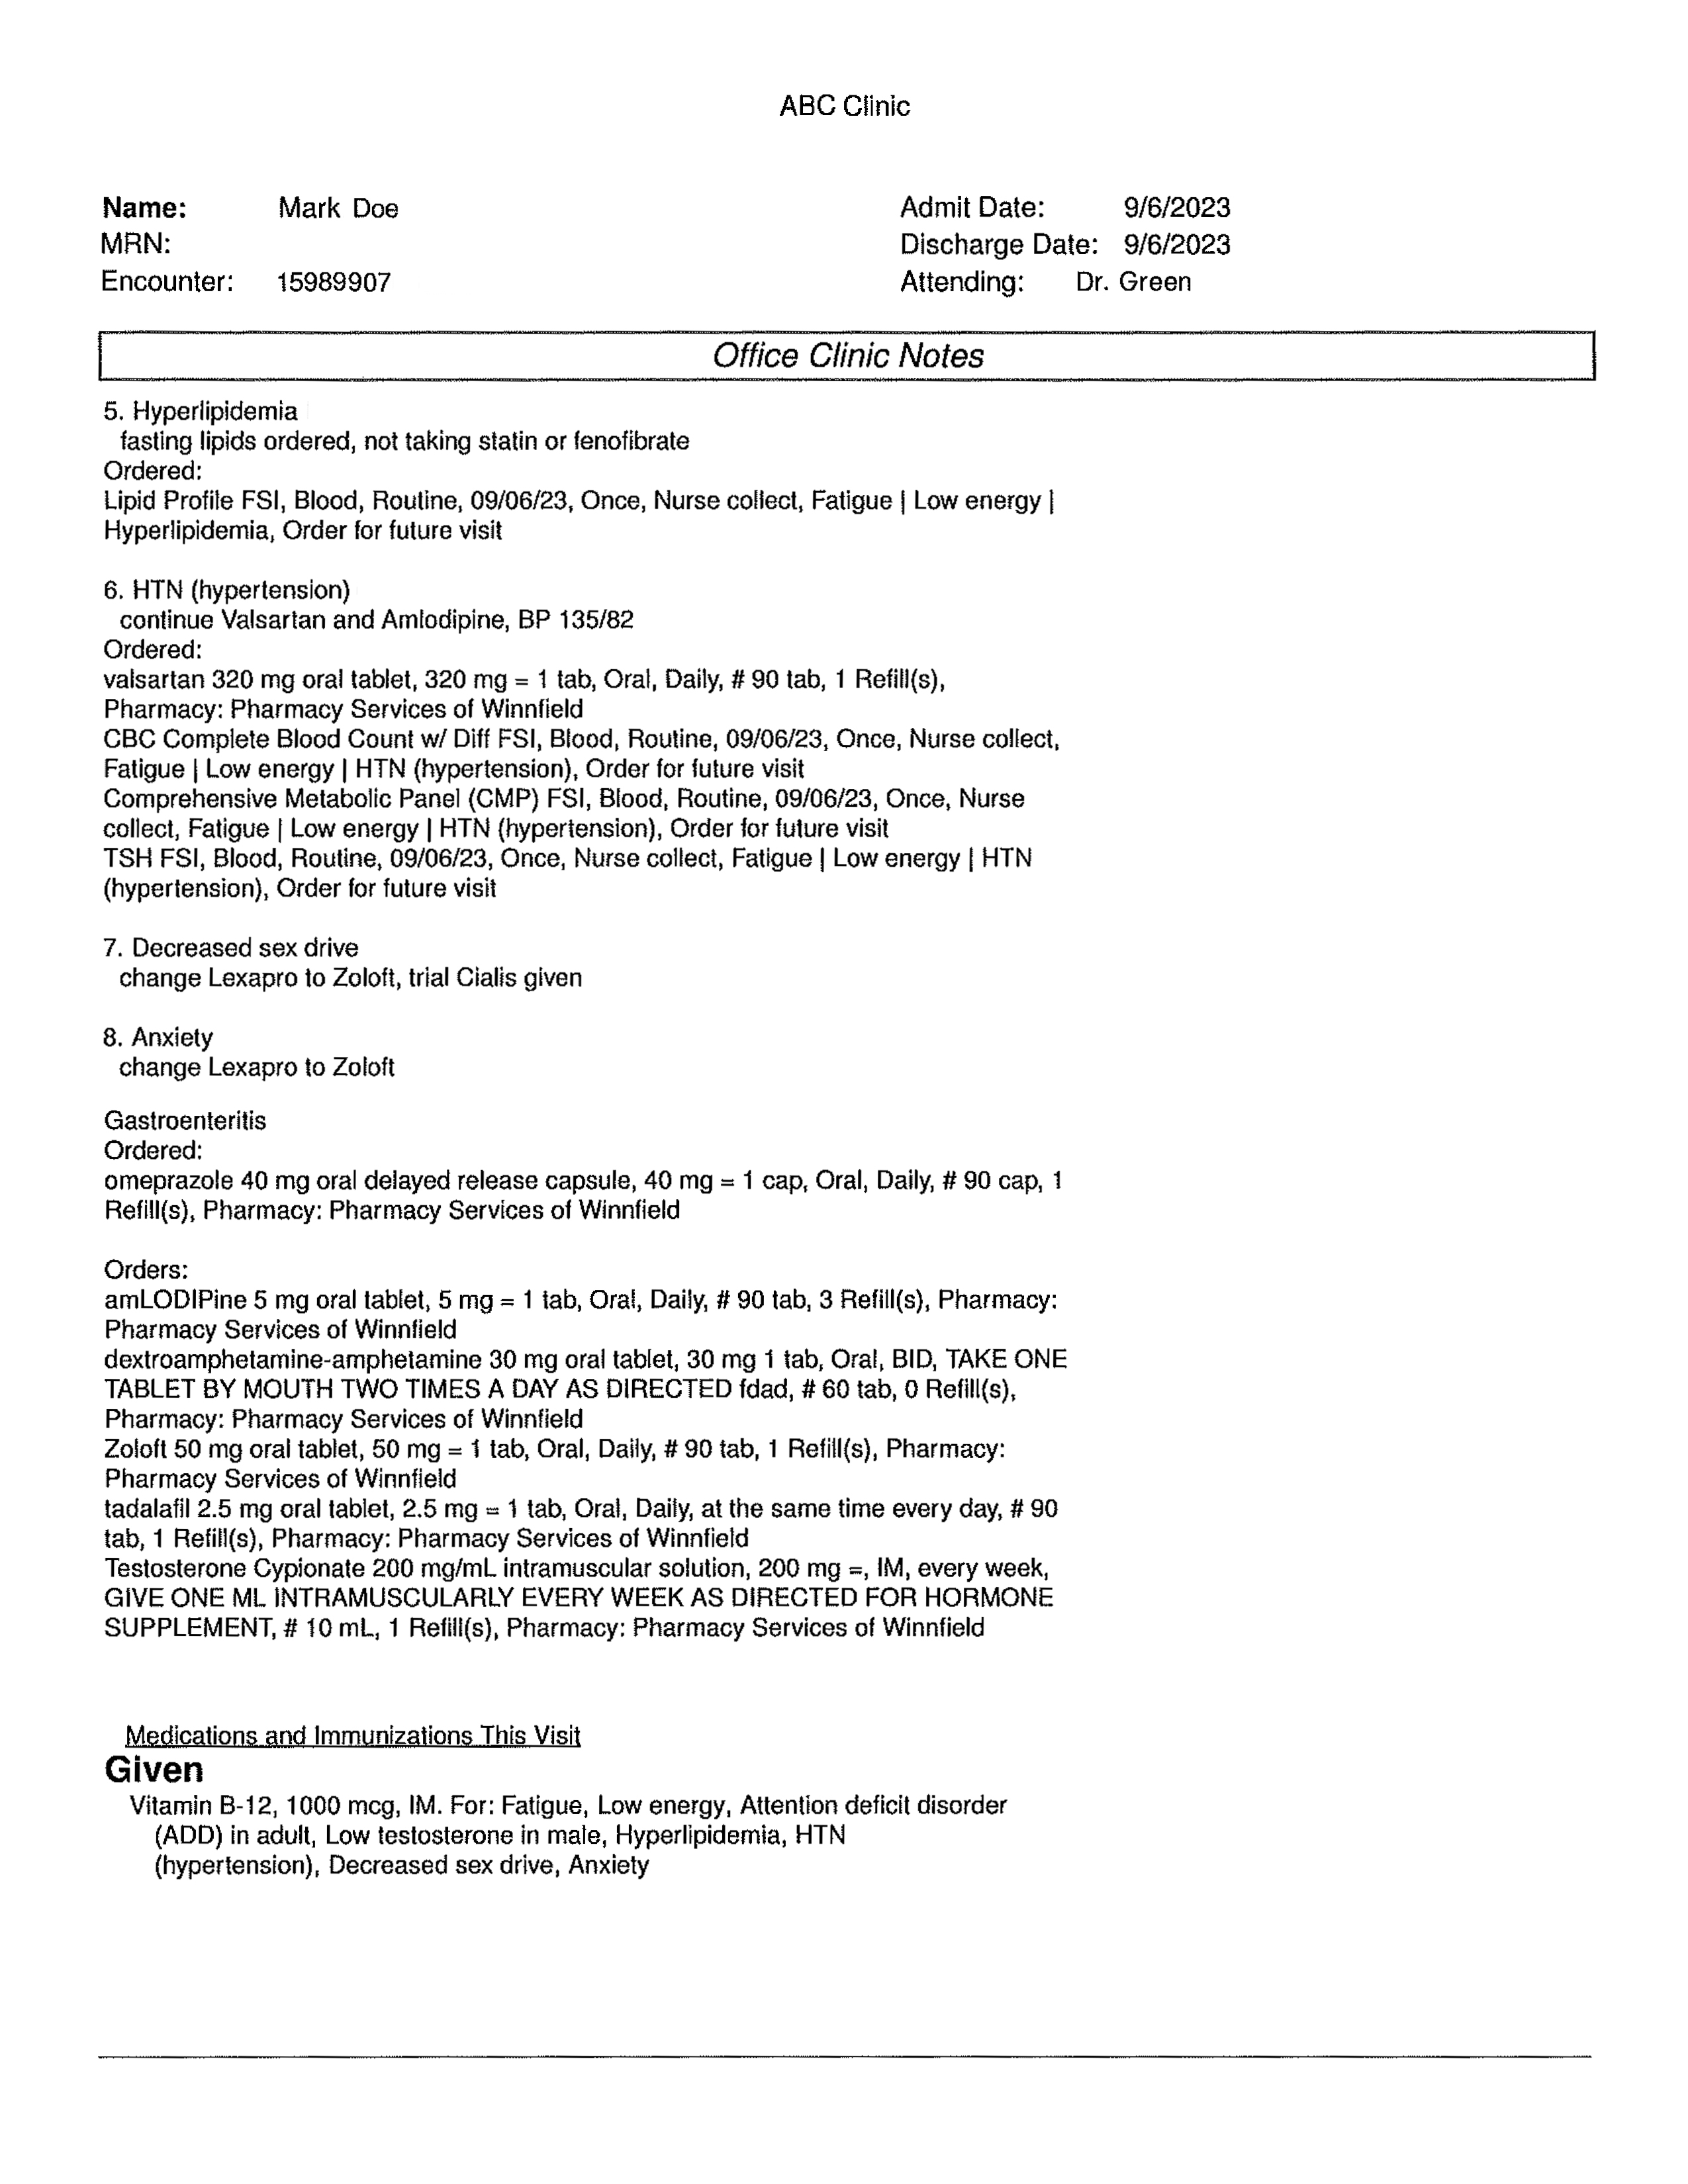 ABC Clinic
Name: Mark Doe
Admit Date: 9/6/2023
MRN:
Discharge Date: 9/6/2023
Encounter: 15989907
Attending: Dr. Green
Office Clinic Notes
5. Hyperlipidemia
fasting lipids ordered, not taking statin or fenofibrate
Ordered:
Lipid Profile FSI, Blood, Routine, 09/06/23, Once, Nurse collect, Fatigue | Low energy |
Hyperlipidemia, Order for future visit
6. HTN (hypertension)
continue Valsartan and Amlodipine, BP 135/82
Ordered:
valsartan 320 mg oral tablet, 320 mg = 1 tab, Oral, Daily, # 90 tab, 1 Refill(s),
Pharmacy: Pharmacy Services of Winnfield
CBC Complete Blood Count w/ Diff FSI, Blood, Routine, 09/06/23, Once, Nurse collect,
Fatigue | Low energy | HTN (hypertension), Order for future visit
Comprehensive Metabolic Panel (CMP) FSI, Blood, Routine, 09/06/23, Once, Nurse
collect, Fatigue | Low energy | HTN (hypertension), Order for future visit
TSH FSI, Blood, Routine, 09/06/23, Once, Nurse collect, Fatigue | Low energy | HTN
(hypertension), Order for future visit
7. Decreased sex drive
change Lexapro to Zoloft, trial Cialis given
8. Anxiety
change Lexapro to Zoloft
Gastroenteritis
Ordered:
omeprazole 40 mg oral delayed release capsule, 40 mg = 1 cap, Oral, Daily, # 90 cap, 1
Refill(s), Pharmacy: Pharmacy Services of Winnfield
Orders:
amLODIPine 5 mg oral tablet, 5 mg = 1 tab, Oral, Daily, # 90 tab, 3 Refill(s), Pharmacy:
Pharmacy Services of Winnfield
dextroamphetamine-amphetamine 30 mg oral tablet, 30 mg 1 tab, Oral, BID, TAKE ONE
TABLET BY MOUTH TWO TIMES A DAY AS DIRECTED fdad, # 60 tab, 0 Refill(s),
Pharmacy: Pharmacy Services of Winnfield
Zoloft 50 mg oral tablet, 50 mg = 1 tab, Oral, Daily, # 90 tab, 1 Refill(s), Pharmacy:
Pharmacy Services of Winnfield
tadalafil 2.5 mg oral tablet, 2.5 mg = 1 tab, Oral, Daily, at the same time every day, # 90
tab, 1 Refill(s), Pharmacy: Pharmacy Services of Winnfield
Testosterone Cypionate 200 mg/mL intramuscular solution, 200 mg =, IM, every week,
GIVE ONE ML INTRAMUSCULARLY EVERY WEEK AS DIRECTED FOR HORMONE
SUPPLEMENT, # 10 mL, 1 Refill(s), Pharmacy: Pharmacy Services of Winnfield
Medications and Immunizations This Visit
Given
Vitamin B-12, 1000 mcg, IM. For: Fatigue, Low energy, Attention deficit disorder
(ADD) in adult, Low testosterone in male, Hyperlipidemia, HTN
(hypertension), Decreased sex drive, Anxiety